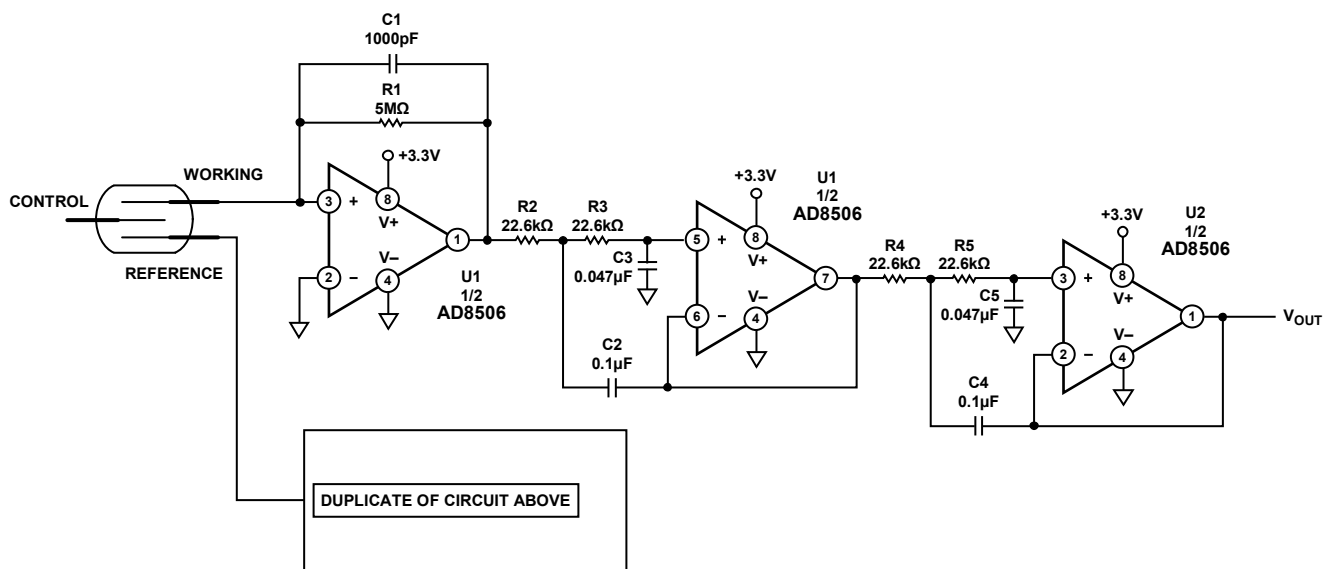 C1
1000pF
R1
5MΩ
+3.3V
WORKING
CONTROL
REFERENCE
3
+
8
V+
1
2
−
V−
4
U1
1/2
AD8506
R2
22.6kΩ
R3
22.6kΩ
C3
0.047µF
C2
0.1µF
+3.3V
U1
1/2
AD8506
5
+
8
V+
7
6
−
V−
4
R4
22.6kΩ
R5
22.6kΩ
C5
0.047µF
C4
0.1µF
+3.3V
U2
1/2
AD8506
3
+
8
V+
1
2
−
V−
4
VOUT
DUPLICATE OF CIRCUIT ABOVE